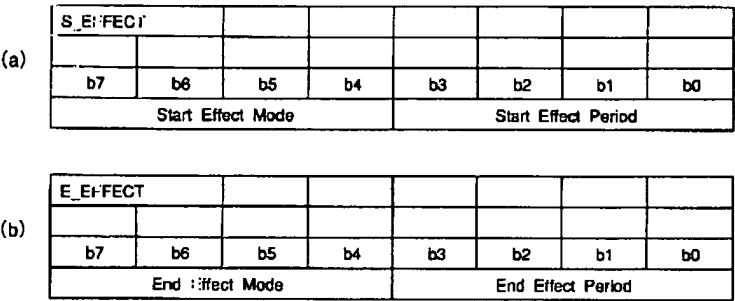 (a)
S_EFFECT
b7 b6 b5 b4 b3 b2 b1 b0
Start Effect Mode Start Effect Period
(b)
E_EFFECT
b7 b6 b5 b4 b3 b2 b1 b0
End Effect Mode End Effect Period